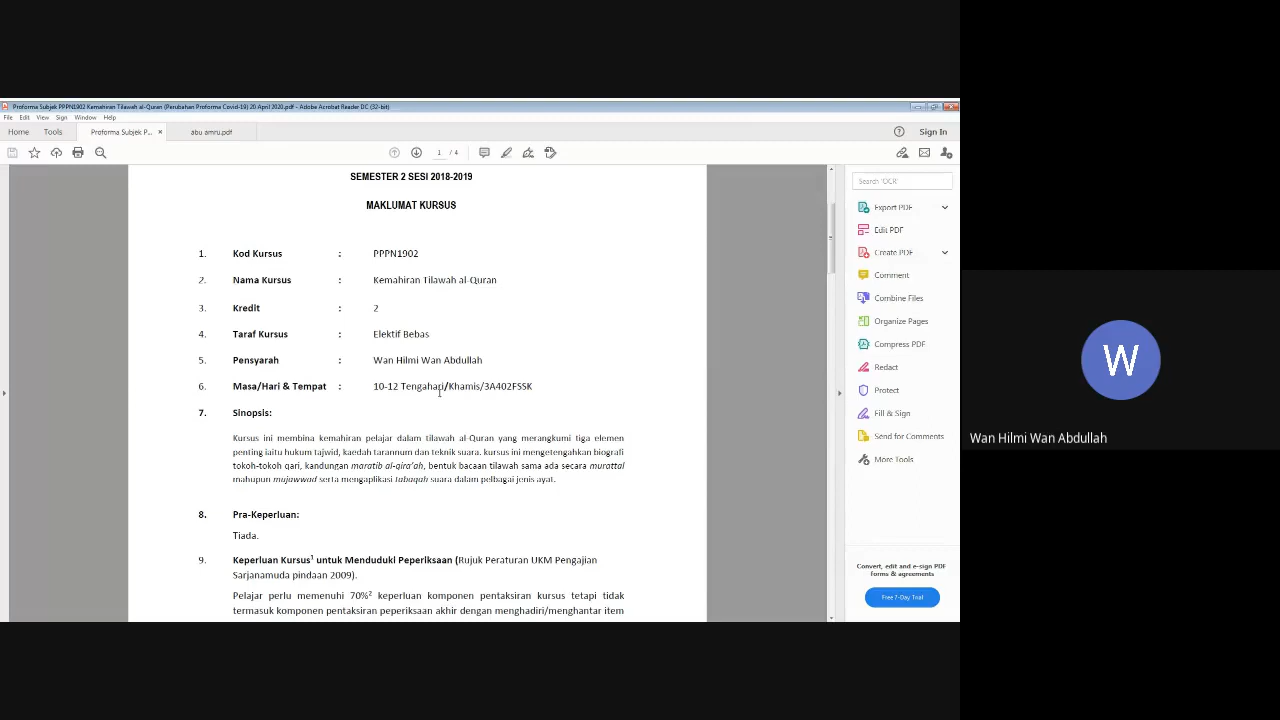 Proforma Subjek PPPN1902 Kemahiran Tilawah al-Quran (Perubahan Proforma Covid-19) 20 April 2020.pdf - Adobe Acrobat Reader DC (32-bit)
File Edit View Sign Window Help
Home Tools Proforma Subjek P... × abu amru.pdf Sign In
1 / 4
SEMESTER 2 SESI 2018-2019
MAKLUMAT KURSUS
1. Kod Kursus : PPPN1902
2. Nama Kursus : Kemahiran Tilawah al-Quran
3. Kredit : 2
4. Taraf Kursus : Elektif Bebas
5. Pensyarah : Wan Hilmi Wan Abdullah
6. Masa/Hari & Tempat : 10-12 Tengahari/Khamis/3A402FSSK
7. Sinopsis:
Kursus ini membina kemahiran pelajar dalam tilawah al-Quran yang merangkumi tiga elemen
penting iaitu hukum tajwid, kaedah tarannum dan teknik suara. kursus ini mengetengahkan biografi
tokoh-tokoh qari, kandungan maratib al-qira'ah, bentuk bacaan tilawah sama ada secara murattal
mahupun mujawwad serta mengaplikasi tabaqah suara dalam pelbagai jenis ayat.
8. Pra-Keperluan:
Tiada.
9. Keperluan Kursus¹ untuk Menduduki Peperiksaan (Rujuk Peraturan UKM Pengajian
Sarjanamuda pindaan 2009).
Pelajar perlu memenuhi 70%² keperluan komponen pentaksiran kursus tetapi tidak
termasuk komponen pentaksiran peperiksaan akhir dengan menghadiri/menghantar item
Search 'OCR'
Export PDF
Edit PDF
Create PDF
Comment
Combine Files
Organize Pages
Compress PDF
Redact
Protect
Fill & Sign
Send for Comments
More Tools
Convert, edit and e-sign PDF
forms & agreements
Free 7-Day Trial
W
Wan Hilmi Wan Abdullah